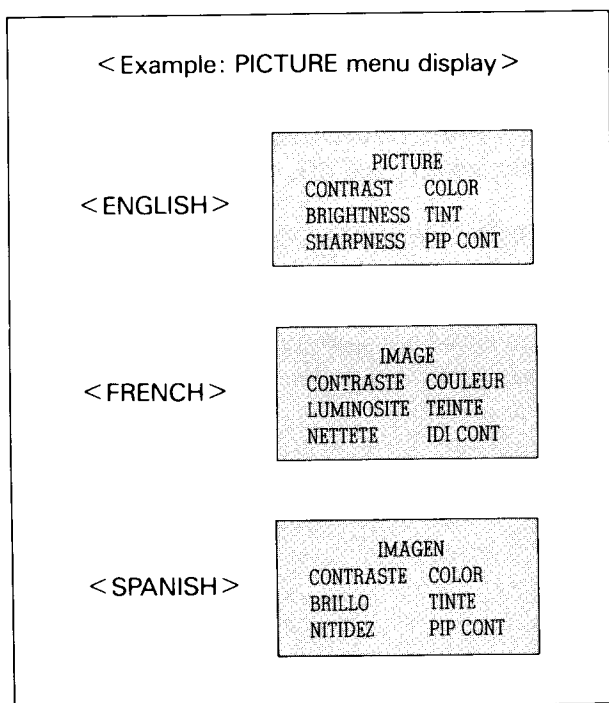 <Example: PICTURE menu display>
<ENGLISH>
PICTURE
CONTRAST COLOR
BRIGHTNESS TINT
SHARPNESS PIP CONT
<FRENCH>
IMAGE
CONTRASTE COULEUR
LUMINOSITE TEINTE
NETTETE IDI CONT
<SPANISH>
IMAGEN
CONTRASTE COLOR
BRILLO TINTE
NITIDEZ PIP CONT